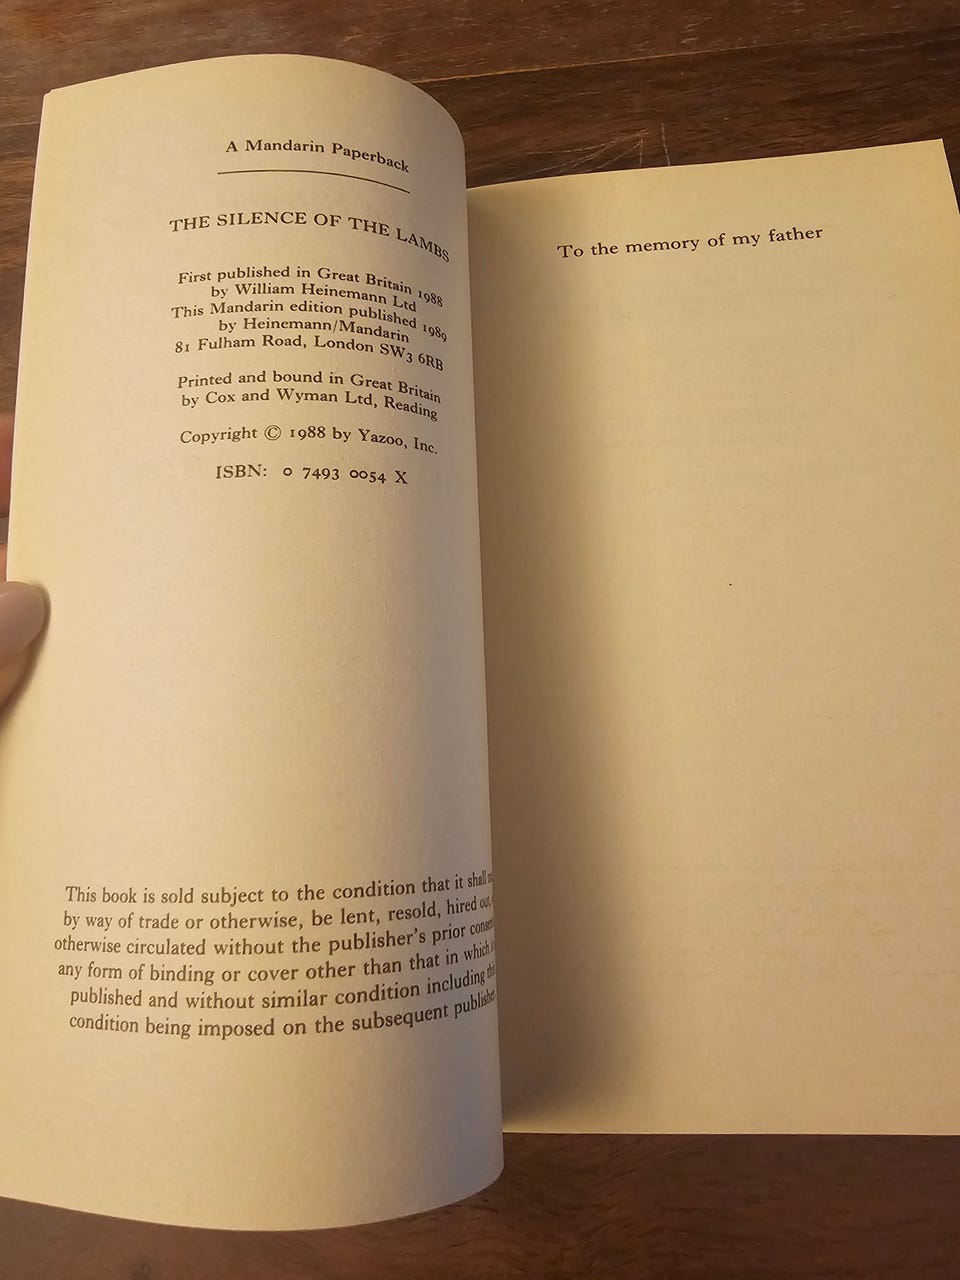 A Mandarin Paperback
THE SILENCE OF THE LAMBS
First published in Great Britain 1988
by William Heinemann Ltd
This Mandarin edition published 1989
by Heinemann/Mandarin
81 Fulham Road, London SW3 6RB
Printed and bound in Great Britain
by Cox and Wyman Ltd, Reading
Copyright © 1988 by Yazoo, Inc.
ISBN: 0 7493 0054 X
This book is sold subject to the condition that it shall
by way of trade or otherwise, be lent, resold, hired out,
otherwise circulated without the publisher's prior
any form of binding or cover other than that in which
published and without similar condition including
condition being imposed on the subsequent
To the memory of my father